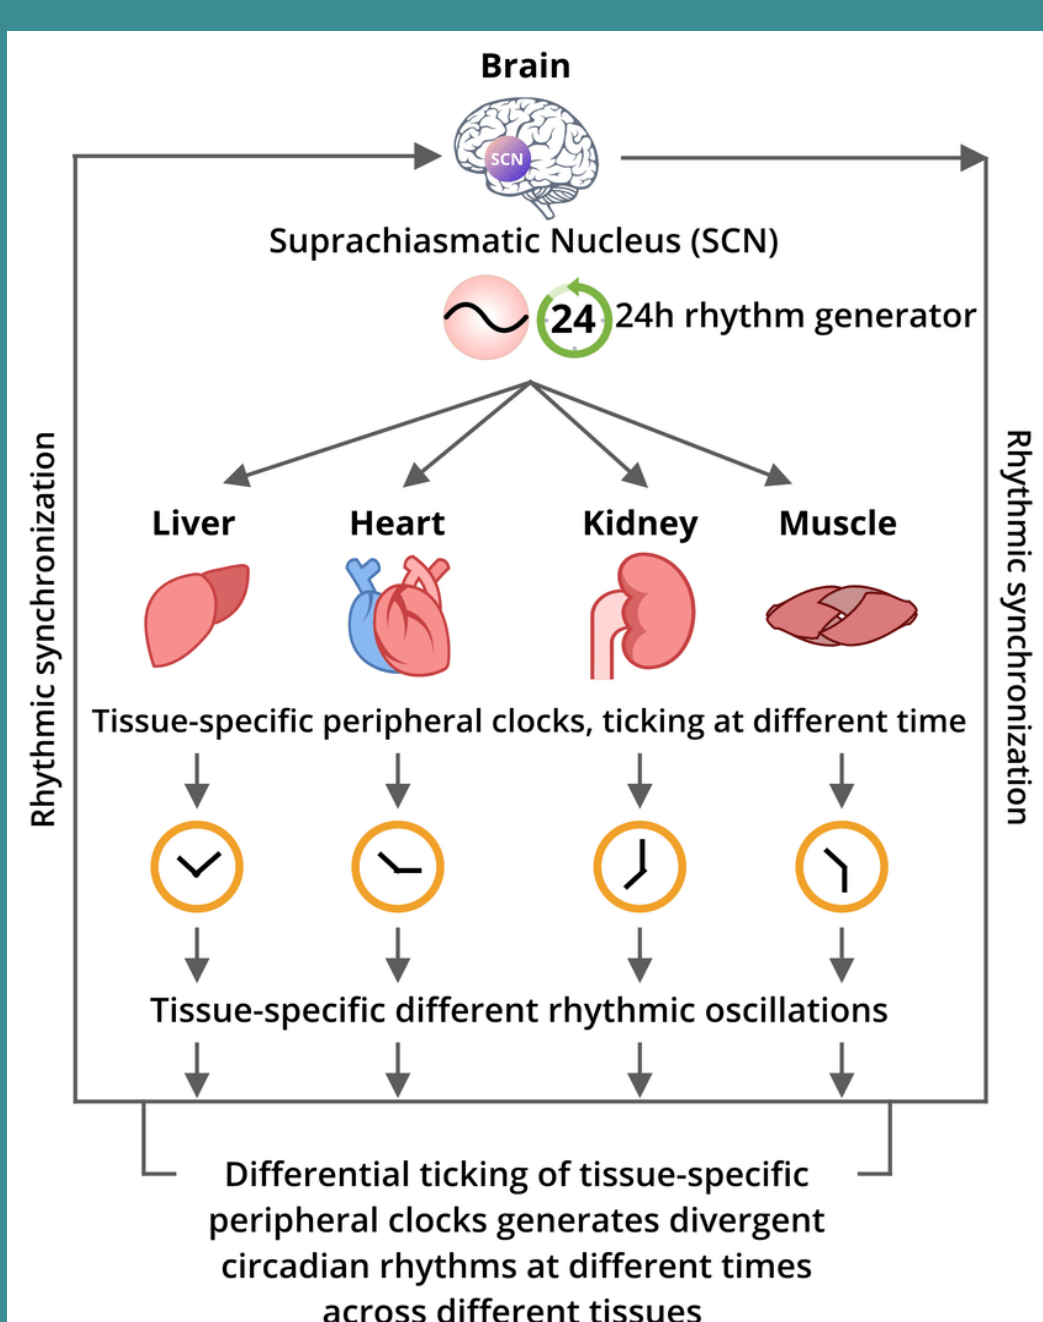 Brain
SCN
Suprachiasmatic Nucleus (SCN)
24
24h rhythm generator
Rhythmic synchronization
Rhythmic synchronization
Liver
Heart
Kidney
Muscle
Tissue-specific peripheral clocks, ticking at different time
Tissue-specific different rhythmic oscillations
Differential ticking of tissue-specific
peripheral clocks generates divergent
circadian rhythms at different times
across different tissues